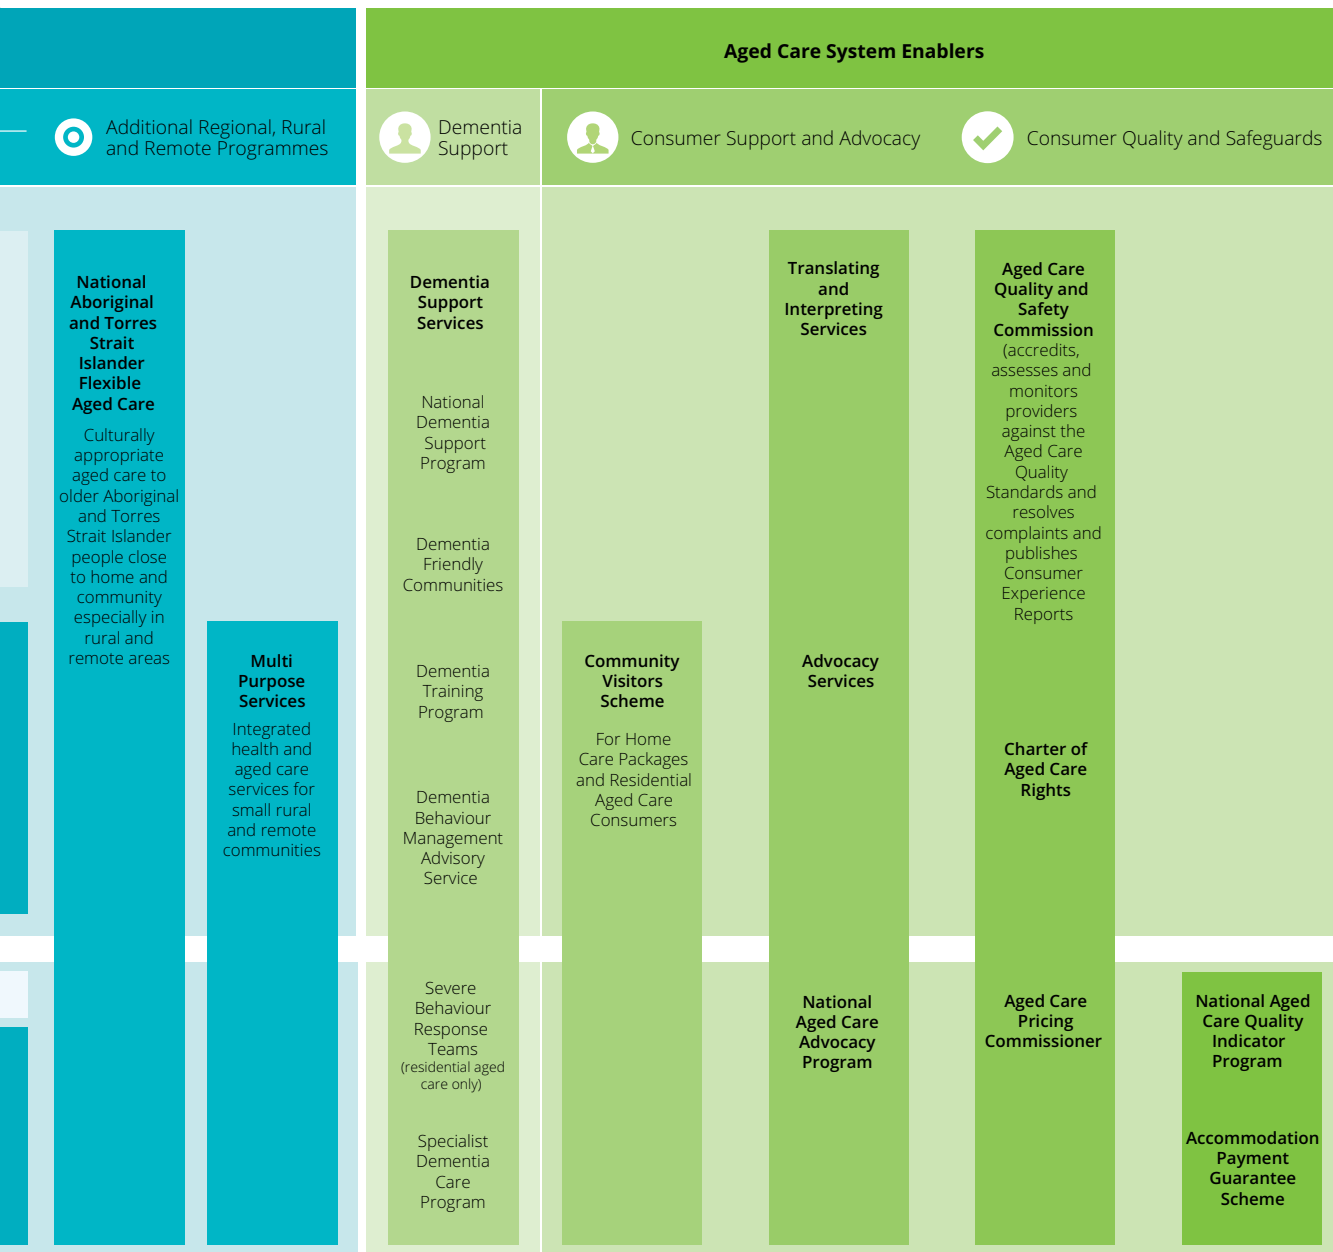 Aged Care System Enablers
Additional Regional, Rural
and Remote Programmes
Dementia
Support
Consumer Support and Advocacy
Consumer Quality and Safeguards
National
Aboriginal
and Torres
Strait
Islander
Flexible
Aged Care
Culturally
appropriate
aged care to
older Aboriginal
and Torres
Strait Islander
people close
to home and
community
especially in
rural and
remote areas
Multi
Purpose
Services
Integrated
health and
aged care
services for
small rural
and remote
communities
Dementia
Support
Services
National
Dementia
Support
Program
Dementia
Friendly
Communities
Dementia
Training
Program
Dementia
Behaviour
Management
Advisory
Service
Severe
Behaviour
Response
Teams
(residential aged
care only)
Specialist
Dementia
Care
Program
Community
Visitors
Scheme
For Home
Care Packages
and Residential
Aged Care
Consumers
Translating
and
Interpreting
Services
Advocacy
Services
National
Aged Care
Advocacy
Program
Aged Care
Quality and
Safety
Commission
(accredits,
assesses and
monitors
providers
against the
Aged Care
Quality
Standards and
resolves
complaints and
publishes
Consumer
Experience
Reports
Charter of
Aged Care
Rights
Aged Care
Pricing
Commissioner
National Aged
Care Quality
Indicator
Program
Accommodation
Payment
Guarantee
Scheme